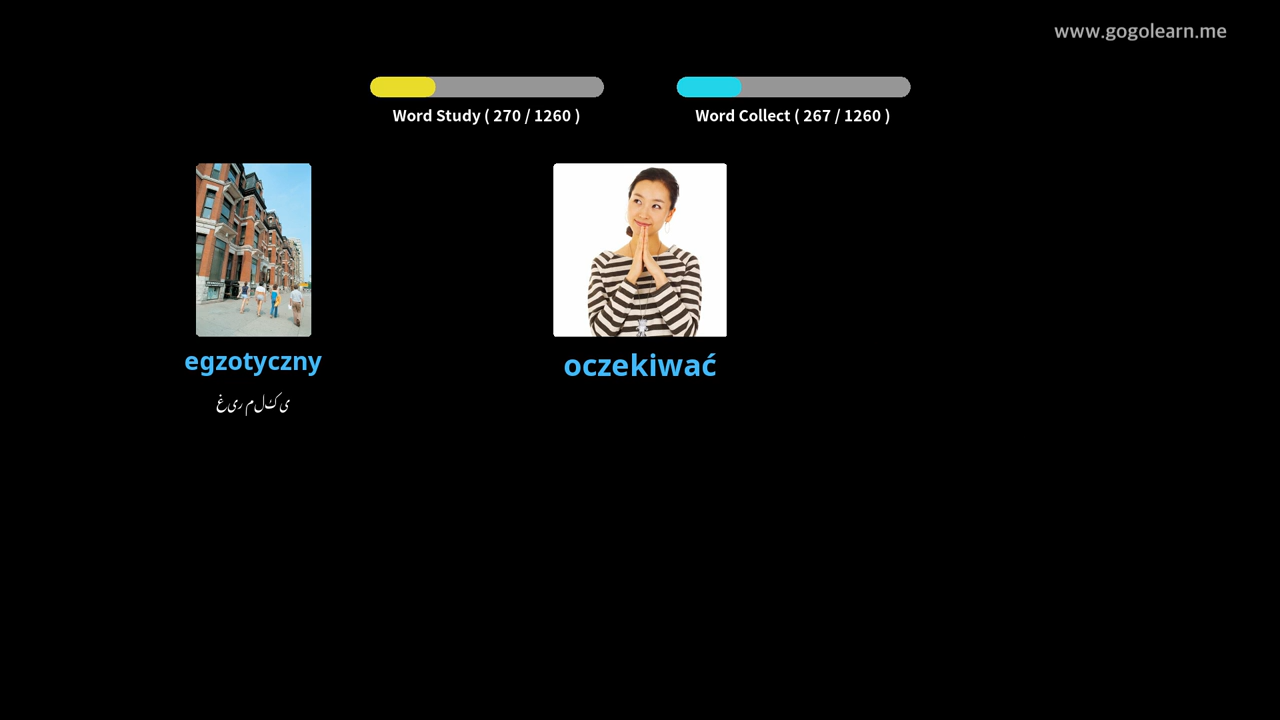 www.gogolearn.me
Word Study ( 270 / 1260 )
Word Collect ( 267 / 1260 )
egzotyczny
oczekiwać
غیر ملکی